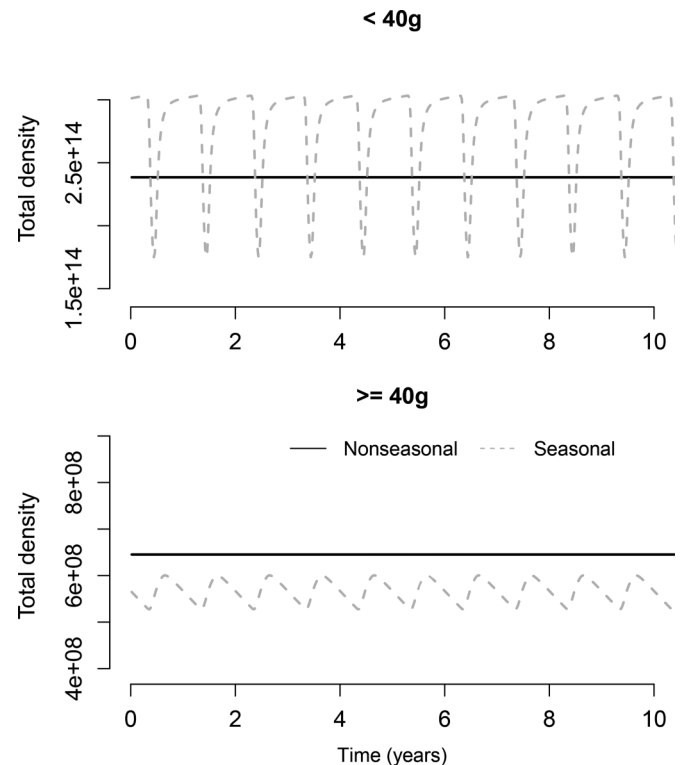 < 40g
Total density
1.5e+14 2.5e+14
0 2 4 6 8 10
>= 40g
Nonseasonal Seasonal
Total density
4e+08 6e+08 8e+08
0 2 4 6 8 10
Time (years)